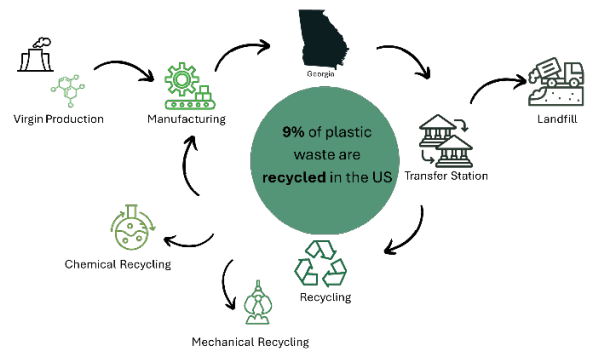 Georgia
Virgin Production
Manufacturing
9% of plastic
waste are
recycled in the US
Transfer Station
Landfill
Chemical Recycling
Recycling
Mechanical Recycling